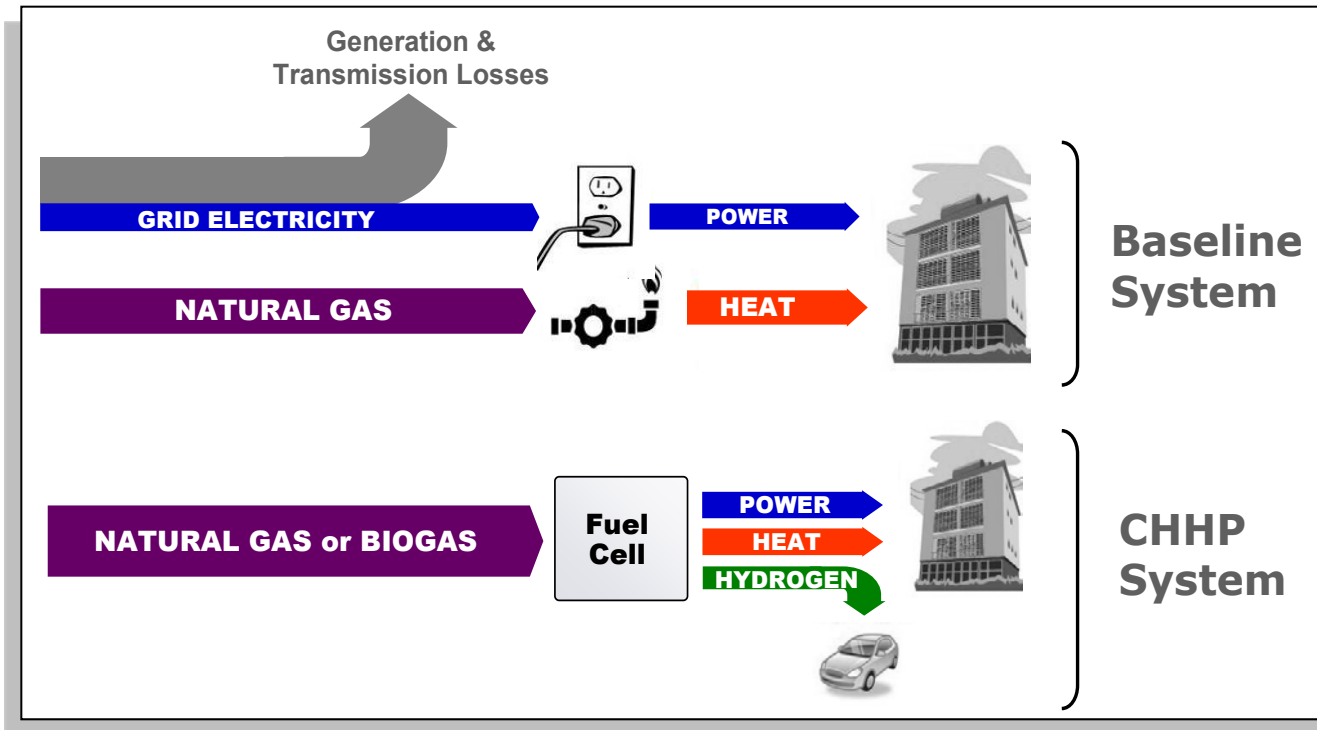 Generation &
Transmission Losses
GRID ELECTRICITY
POWER
NATURAL GAS
HEAT
Baseline
System
NATURAL GAS or BIOGAS
Fuel
Cell
POWER
HEAT
HYDROGEN
CHHP
System